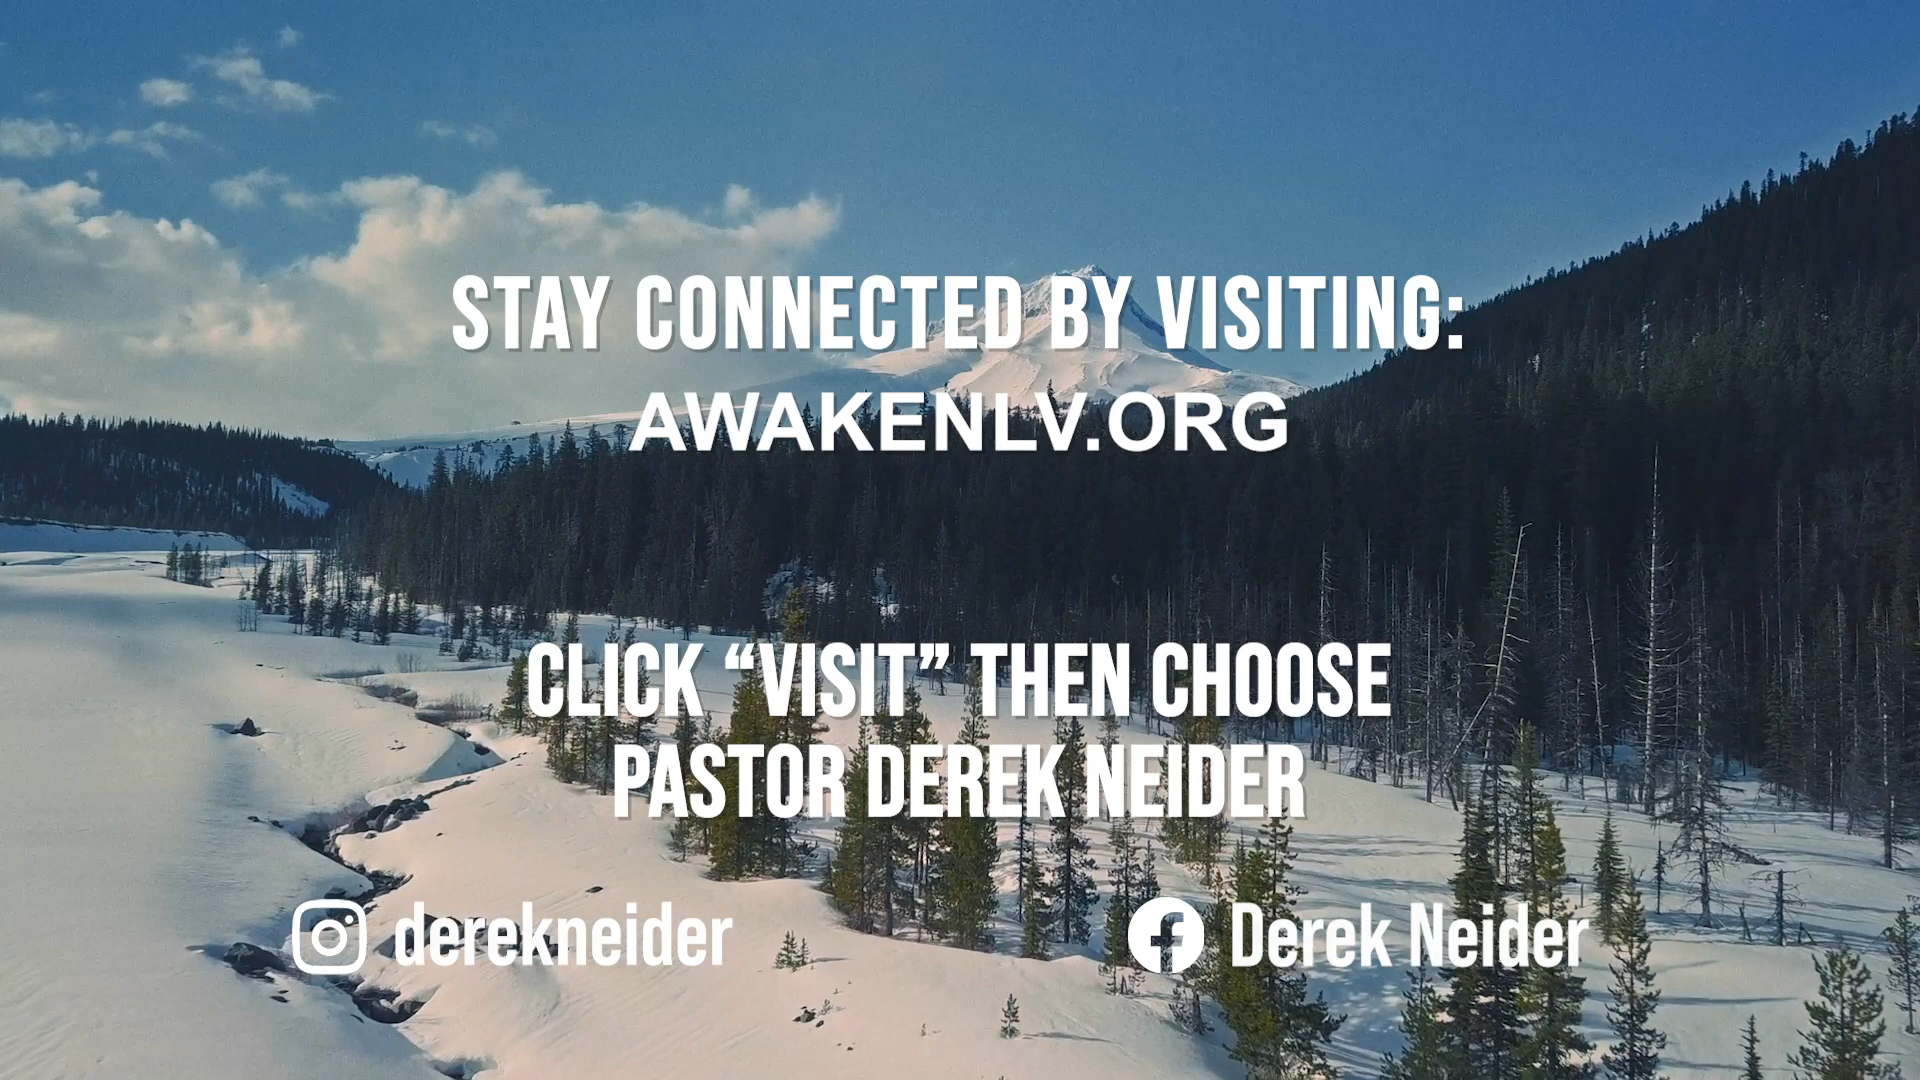 STAY CONNECTED BY VISITING:
AWAKENLV.ORG
CLICK “VISIT” THEN CHOOSE
PASTOR DEREK NEIDER
derekneider
Derek Neider